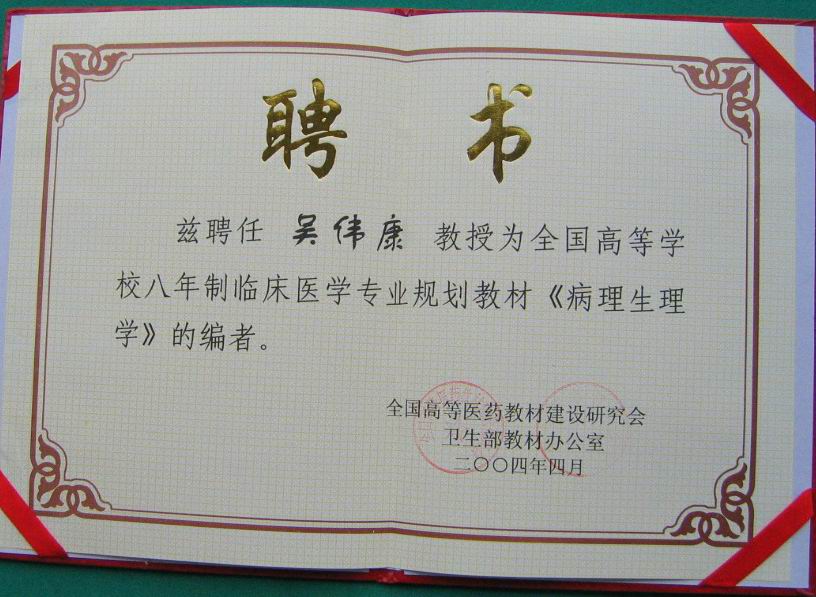 聘书
兹聘任 吴伟康 教授为全国高等学
校八年制临床医学专业规划教材《病理生理
学》的编者。
全国高等医药教材建设研究会
卫生部教材办公室
二〇〇四年四月